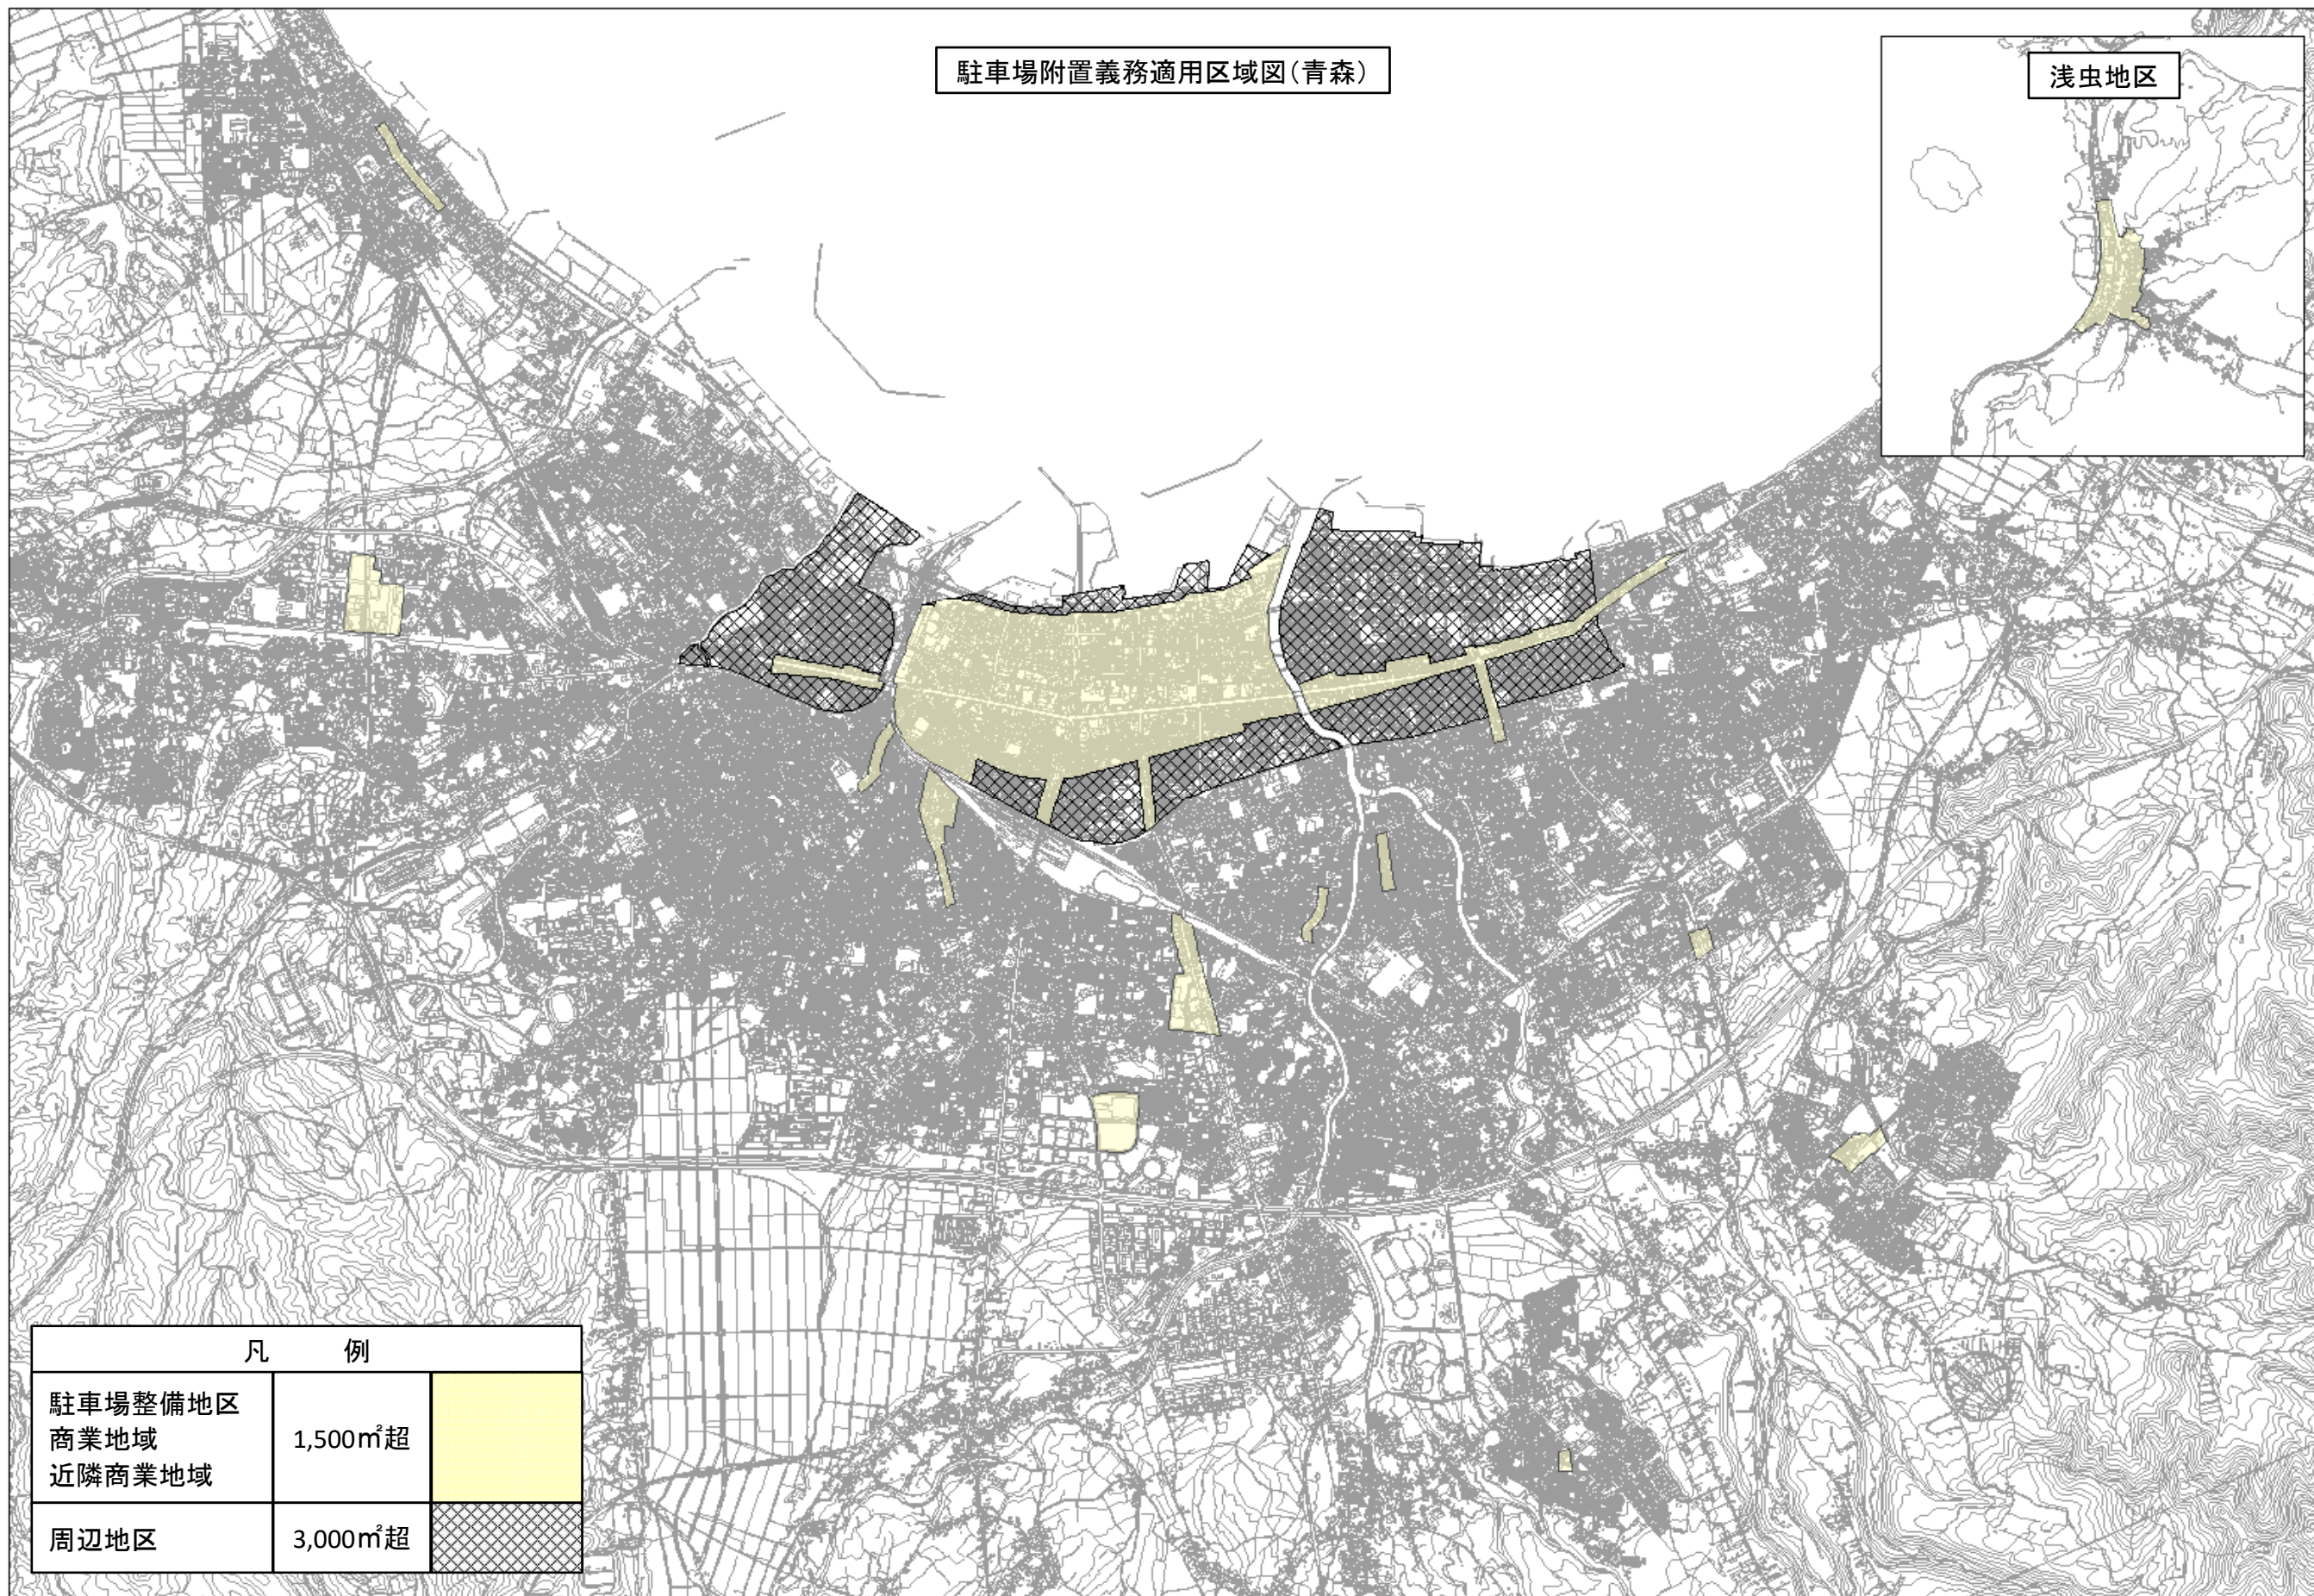 駐車場附置義務適用区域図(青森)
浅虫地区
凡　例
駐車場整備地区
商業地域
近隣商業地域
1,500㎡超
周辺地区
3,000㎡超